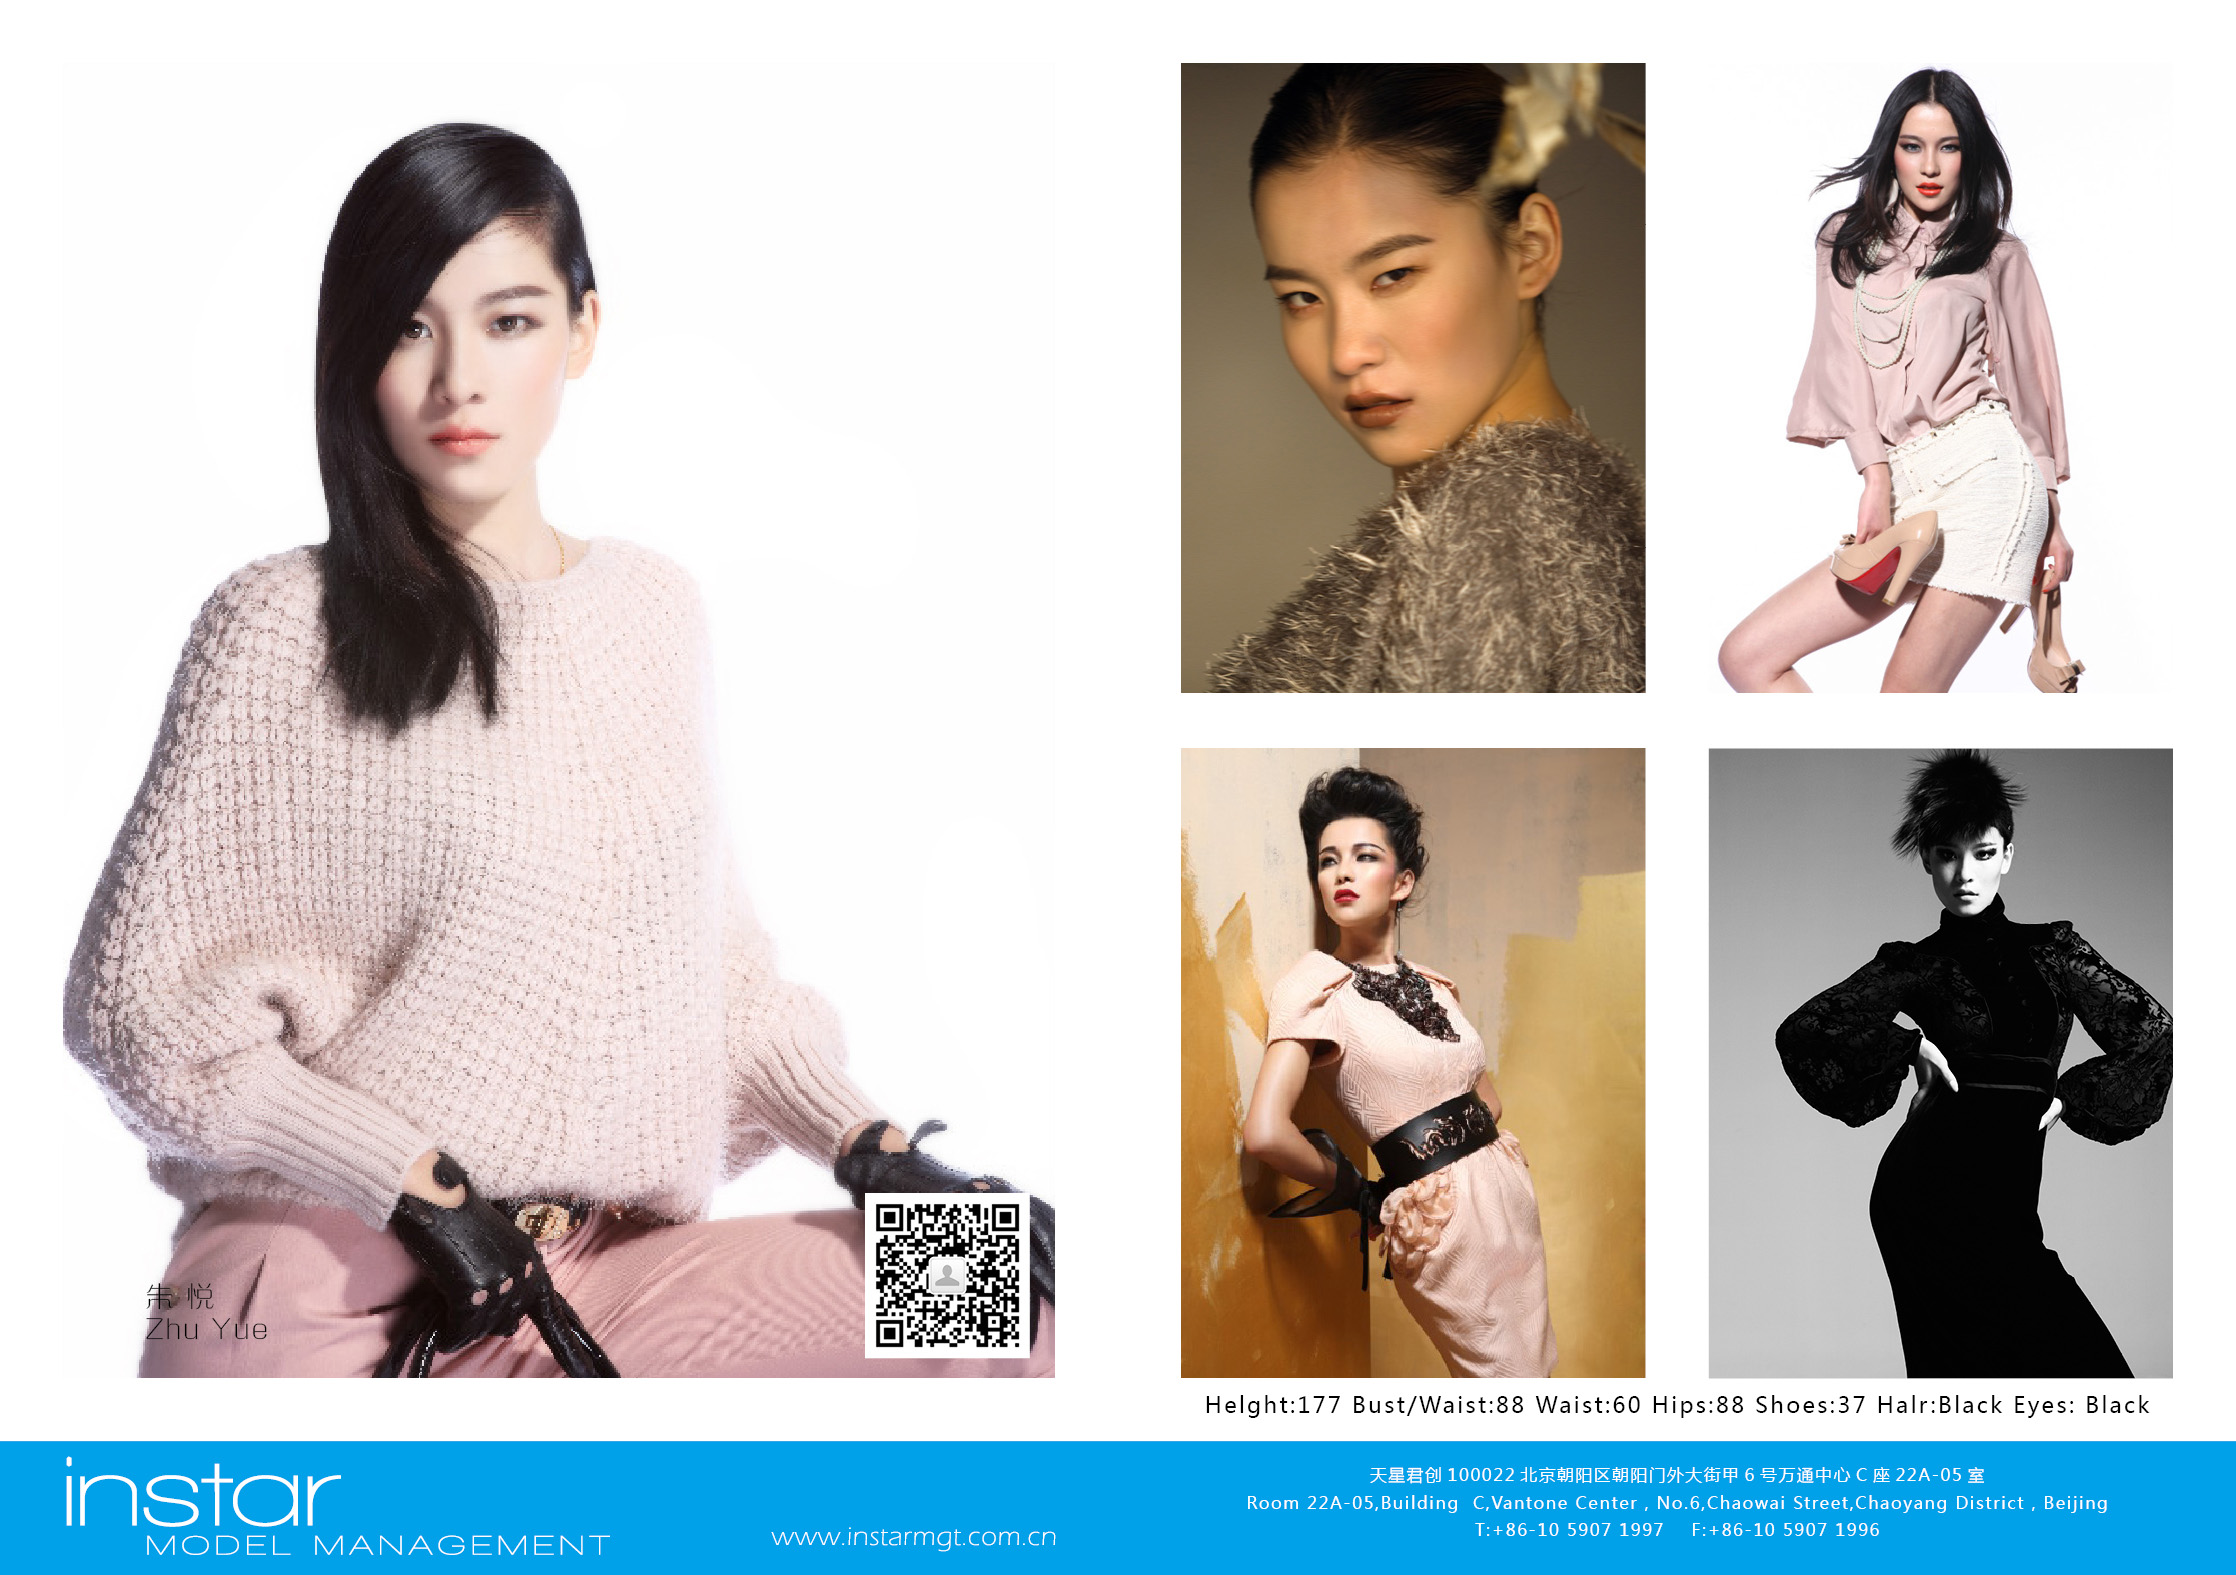 朱 悦
Zhu Yue
Helght:177 Bust/Waist:88 Waist:60 Hips:88 Shoes:37 Halr:Black Eyes: Black
instar
MODEL MANAGEMENT
www.instarmgt.com.cn
天星君创 100022 北京朝阳区朝阳门外大街甲 6 号万通中心 C 座 22A-05 室
Room 22A-05,Building C,Vantone Center , No.6,Chaowai Street,Chaoyang District , Beijing
T:+86-10 5907 1997 F:+86-10 5907 1996